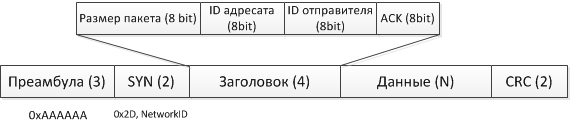 Размер пакета (8 bit)
ID адресата
(8bit)
ID отправителя
(8bit)
ACK (8bit)
Преамбула (3)
SYN (2)
Заголовок (4)
Данные (N)
CRC (2)
0xAAAAAA
0x2D, NetworkID